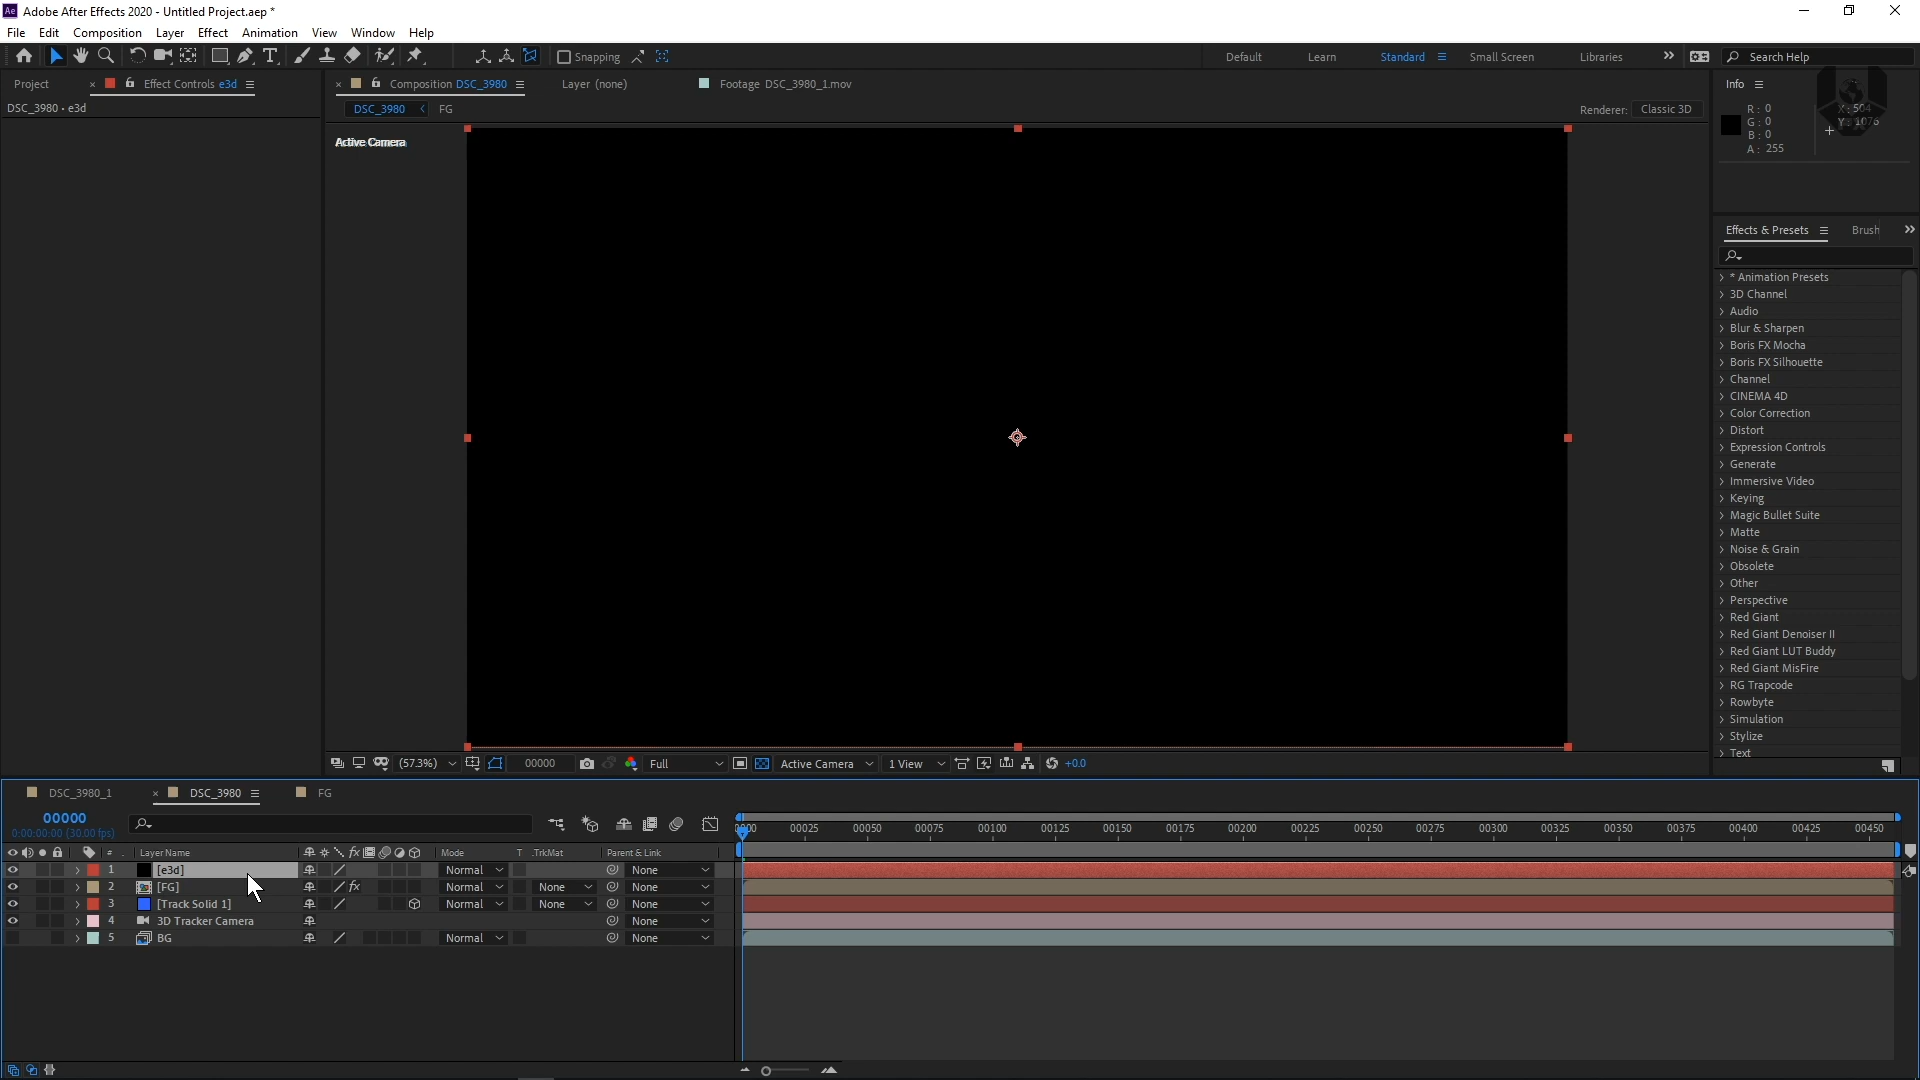 Adobe After Effects 2020 - Untitled Project.aep *
File Edit Composition Layer Effect Animation View Window Help
Snapping Default Learn Standard Small Screen Libraries Search Help
Project Effect Controls e3d Composition DSC_3980 Layer (none) Footage DSC_3980_1.mov Info
DSC_3980 • e3d DSC_3980 FG Renderer: Classic 3D
Active Camera
R: 0 X: 504
G: 0 Y: 1076
B: 0
A: 255
Effects & Presets Brush
* Animation Presets
3D Channel
Audio
Blur & Sharpen
Boris FX Mocha
Boris FX Silhouette
Channel
CINEMA 4D
Color Correction
Distort
Expression Controls
Generate
Immersive Video
Keying
Magic Bullet Suite
Matte
Noise & Grain
Obsolete
Other
Perspective
Red Giant
Red Giant Denoiser II
Red Giant LUT Buddy
Red Giant MisFire
RG Trapcode
Rowbyte
Simulation
Stylize
Text
(57.3%) 00000 Full Active Camera 1 View +0.0
DSC_3980_1 DSC_3980 FG
00000
0:00:00:00 (30.00 fps)
00025 00050 00075 00100 00125 00150 00175 00200 00225 00250 00275 00300 00325 00350 00375 00400 00425 00450
# Layer Name Mode T .TrkMat Parent & Link
1 [e3d] Normal None
2 [FG] Normal None None
3 [Track Solid 1] Normal None None
4 3D Tracker Camera None
5 BG Normal None